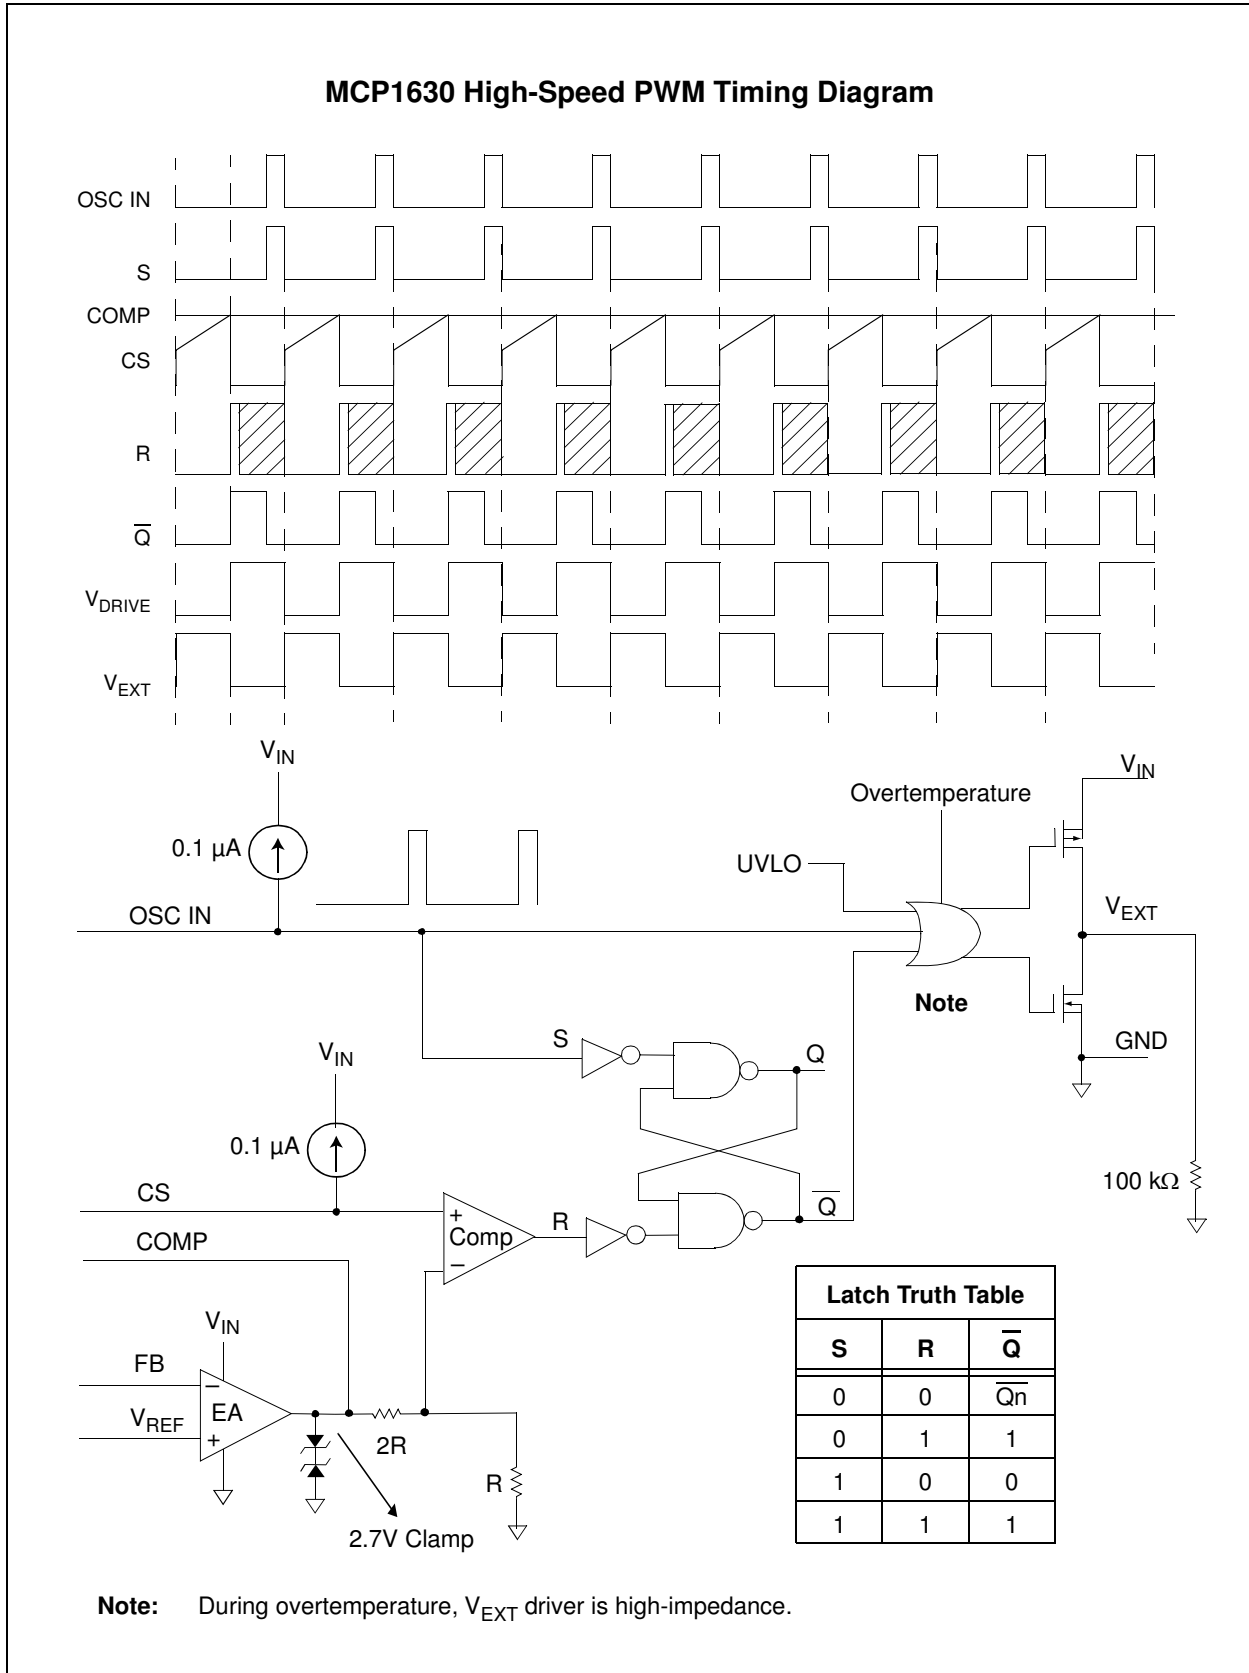 MCP1630 High-Speed PWM Timing Diagram
OSC IN
S
COMP
CS
R
Q̅
VDRIVE
VEXT
VIN
VIN
Overtemperature
0.1 µA
UVLO
OSC IN
VEXT
Note
S
Q
GND
VIN
0.1 µA
100 kΩ
CS
+
Comp
−
R
Q̅
COMP
VIN
FB
−
EA
VREF
+
2R
R
2.7V Clamp
Latch Truth Table
S R Q̅
0 0 Q̅n̅
0 1 1
1 0 0
1 1 1
Note: During overtemperature, VEXT driver is high-impedance.